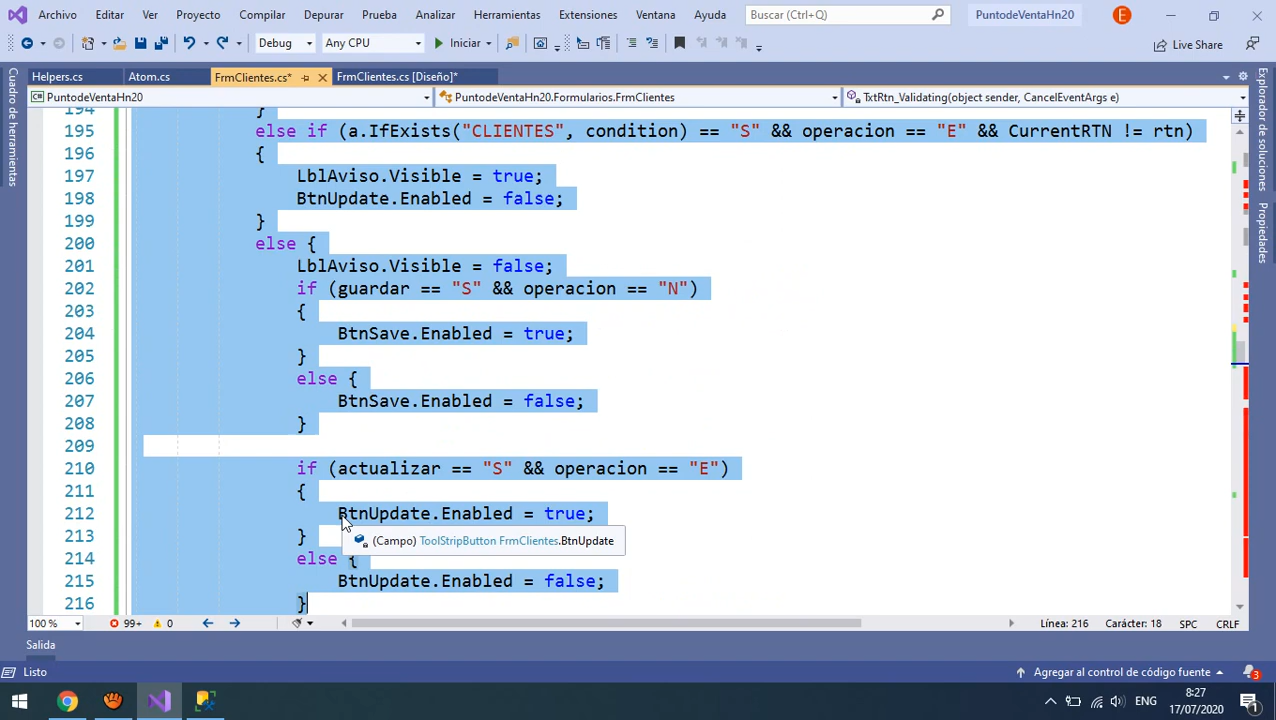 Archivo Editar Ver Proyecto Compilar Depurar Prueba Analizar Herramientas Extensiones Ventana Ayuda Buscar (Ctrl+Q) PuntodeVentaHn20 E
Debug Any CPU Iniciar Live Share
Helpers.cs Atom.cs FrmClientes.cs* FrmClientes.cs [Diseño]*
PuntodeVentaHn20 PuntodeVentaHn20.Formularios.FrmClientes TxtRtn_Validating(object sender, CancelEventArgs e)
Cuadro de herramientas
Explorador de soluciones
Propiedades
194 }
195 else if (a.IfExists("CLIENTES", condition) == "S" && operacion == "E" && CurrentRTN != rtn)
196 {
197 LblAviso.Visible = true;
198 BtnUpdate.Enabled = false;
199 }
200 else {
201 LblAviso.Visible = false;
202 if (guardar == "S" && operacion == "N")
203 {
204 BtnSave.Enabled = true;
205 }
206 else {
207 BtnSave.Enabled = false;
208 }
209
210 if (actualizar == "S" && operacion == "E")
211 {
212 BtnUpdate.Enabled = true;
213 }
(Campo) ToolStripButton FrmClientes.BtnUpdate
214 else {
215 BtnUpdate.Enabled = false;
216 }
100 % 99+ 0 Línea: 216 Carácter: 18 SPC CRLF
Salida
Listo Agregar al control de código fuente 3
ENG 8:27
17/07/2020 1